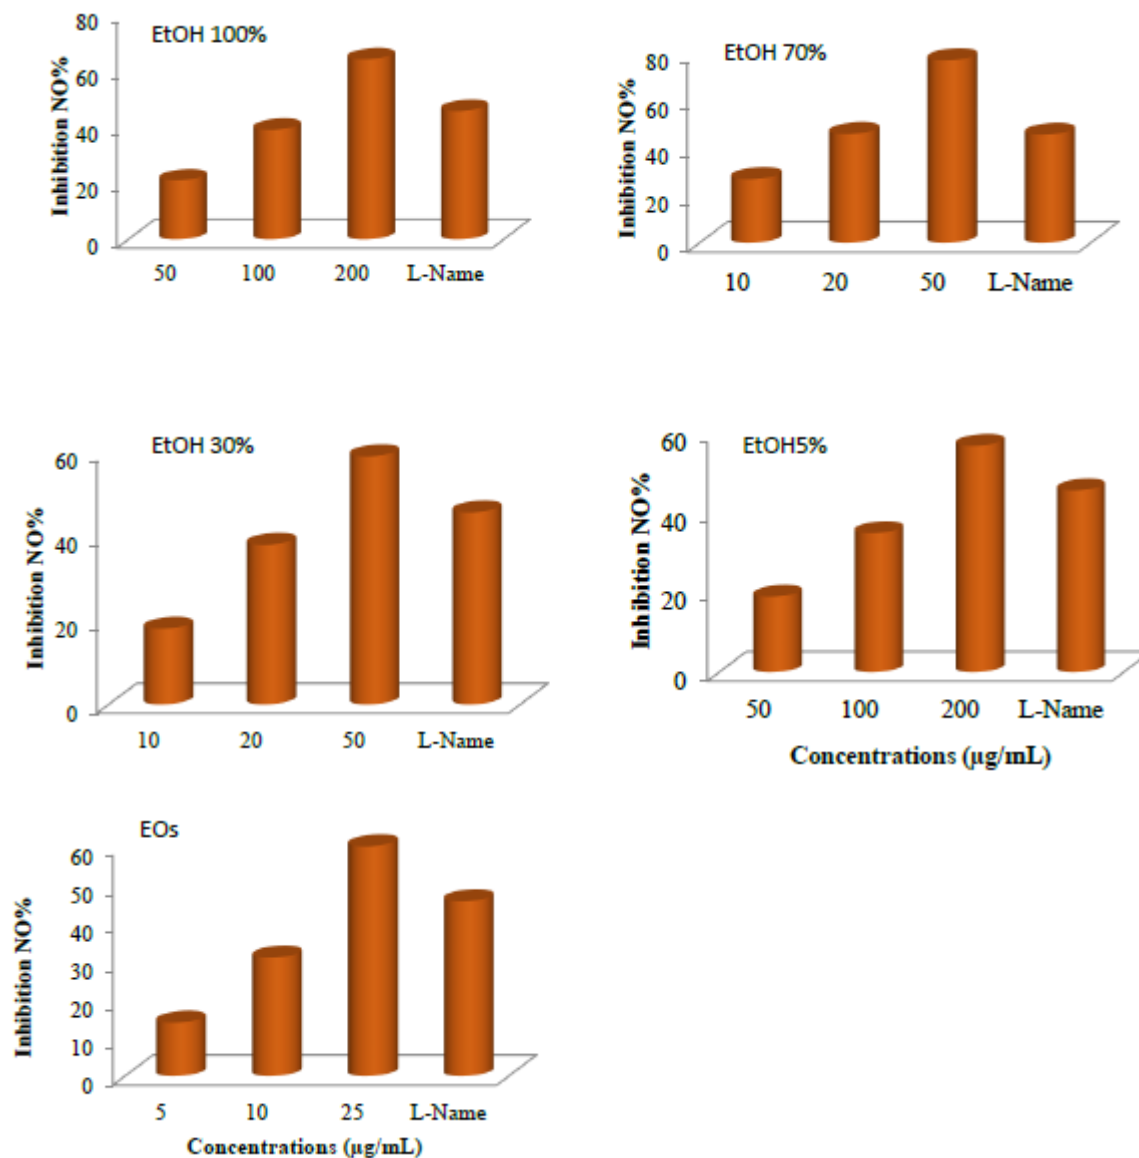 EtOH 100%
Inhibition NO%
80
60
40
20
0
50 100 200 L-Name
EtOH 70%
Inhibition NO%
80
60
40
20
0
10 20 50 L-Name
EtOH 30%
Inhibition NO%
60
40
20
0
10 20 50 L-Name
EtOH5%
Inhibition NO%
60
40
20
0
50 100 200 L-Name
Concentrations (µg/mL)
EOs
Inhibition NO%
60
50
40
30
20
10
0
5 10 25 L-Name
Concentrations (µg/mL)